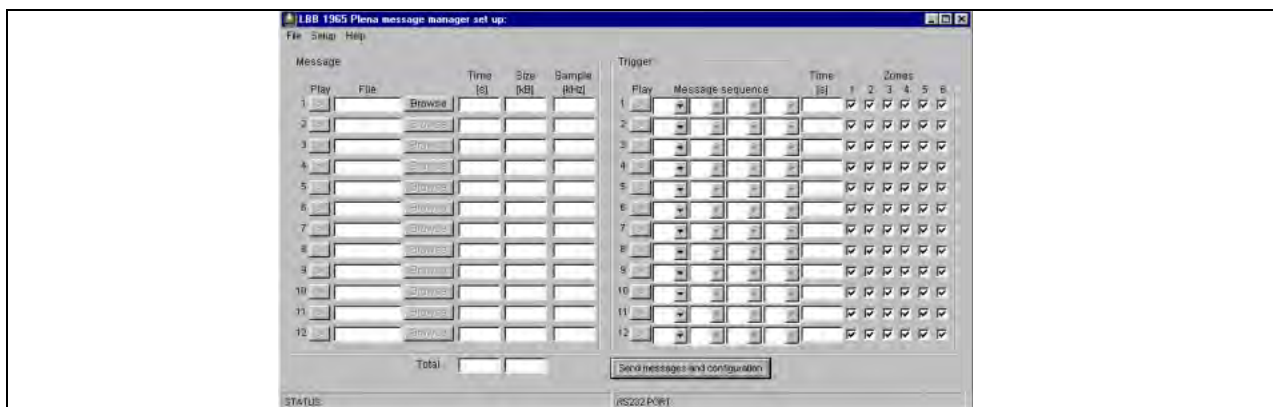 LBB 1965 Plena message manager set up:
File Setup Help
Message
Trigger
Time Size Sample
Play File [s] [kB] [kHz]
Time Zones
Play Message sequence [s] 1 2 3 4 5 6
1 Browse
2 Browse
3 Browse
4 Browse
5 Browse
6 Browse
7 Browse
8 Browse
9 Browse
10 Browse
11 Browse
12 Browse
1
2
3
4
5
6
7
8
9
10
11
12
Total
Send messages and configuration
STATUS:
RS232 PORT